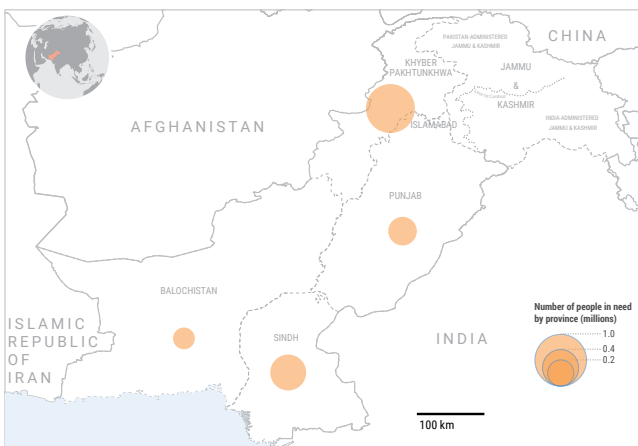 PAKISTAN-ADMINISTERED
JAMMU & KASHMIR
CHINA
KHYBER
PAKHTUNKHWA
JAMMU
&
KASHMIR
AFGHANISTAN
ISLAMABAD
INDIA-ADMINISTERED
JAMMU & KASHMIR
PUNJAB
BALOCHISTAN
Number of people in need
by province (millions)
1.0
0.4
0.2
ISLAMIC
REPUBLIC
OF
IRAN
SINDH
INDIA
100 km